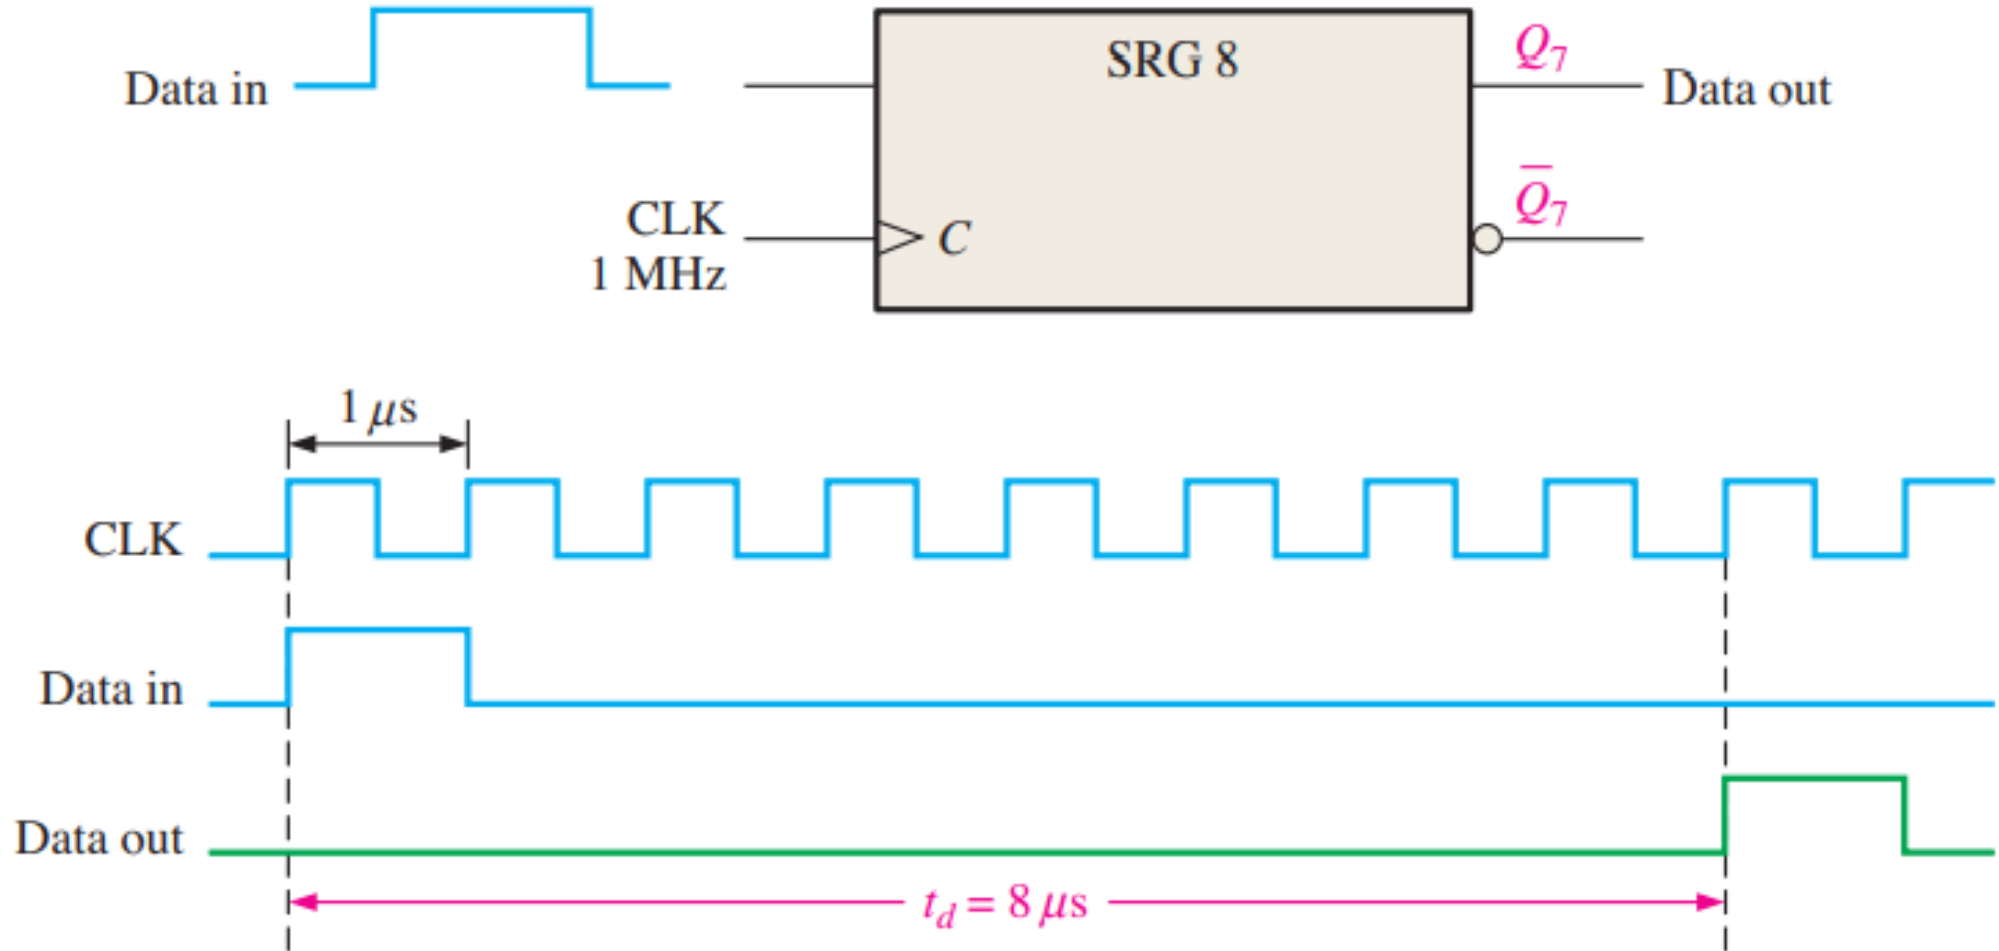 Data in
SRG 8
Q₇
Data out
CLK
1 MHz
C
Q̅₇
1 μs
CLK
Data in
Data out
t_d = 8 μs